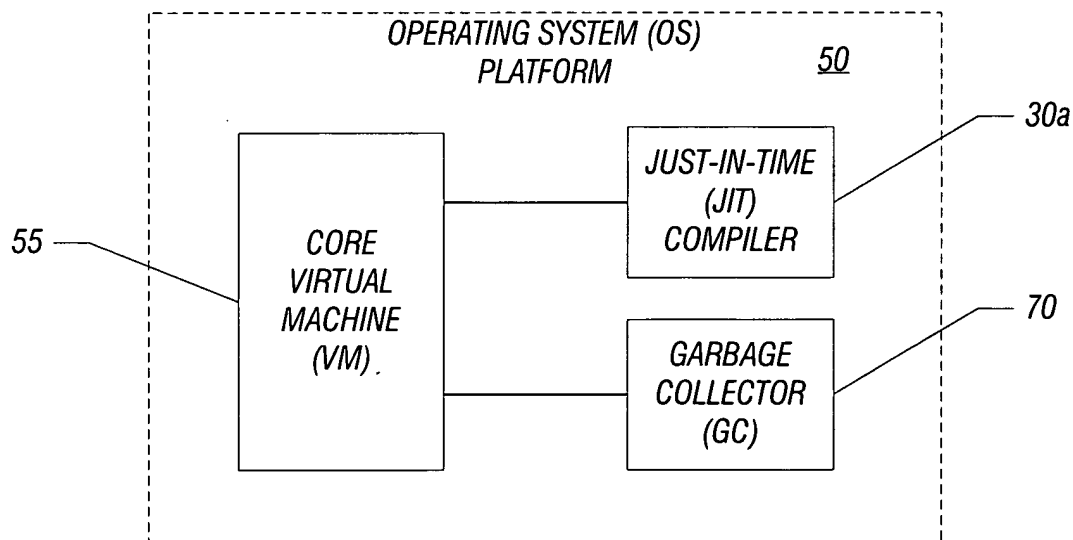 OPERATING SYSTEM (OS)
PLATFORM
50
30a
JUST-IN-TIME
(JIT)
COMPILER
55
CORE
VIRTUAL
MACHINE
(VM)
70
GARBAGE
COLLECTOR
(GC)